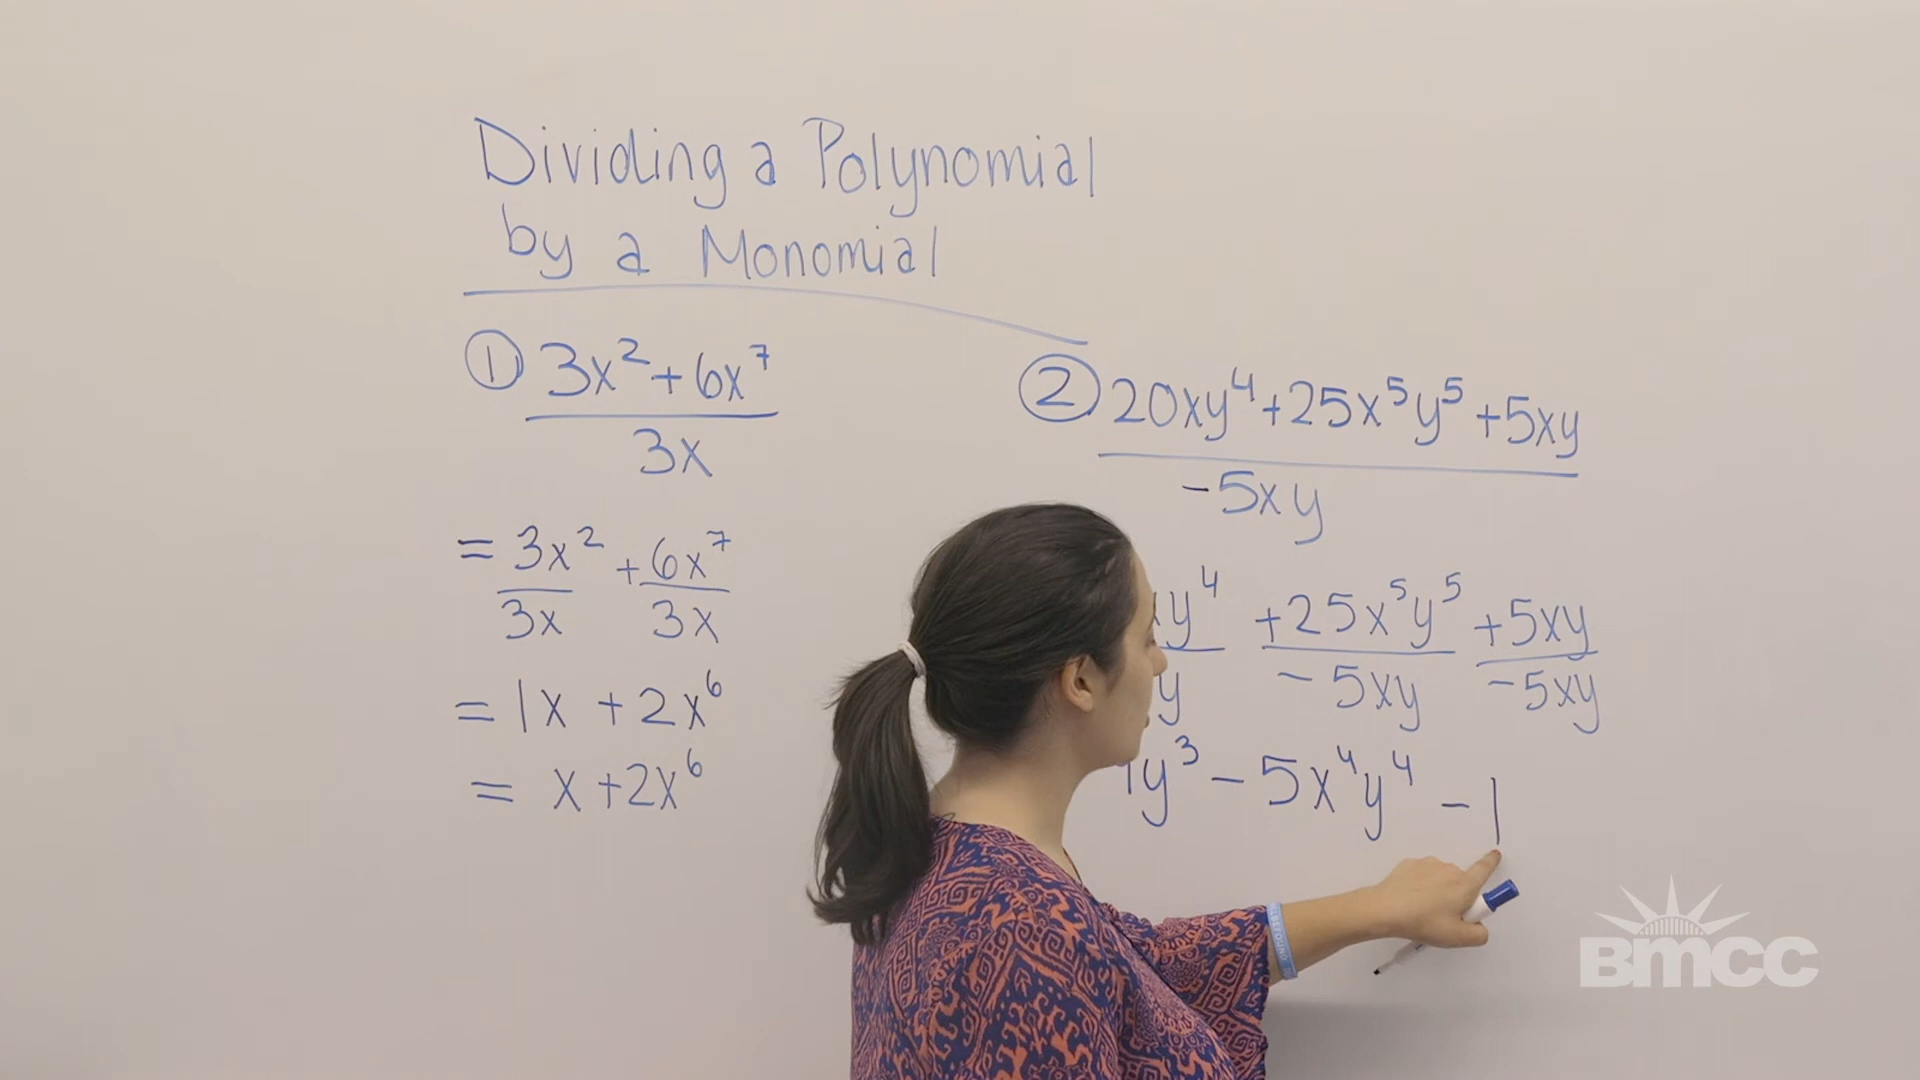 Dividing a Polynomial
by a Monomial
① 3x² + 6x⁷
3x
= 3x² + 6x⁷
3x 3x
= 1x + 2x⁶
= x + 2x⁶
② 20xy⁴ + 25x⁵y⁵ + 5xy
-5xy
xy⁴ + 25x⁵y⁵ + 5xy
y -5xy -5xy
y³ - 5x⁴y⁴ - 1
BMCC